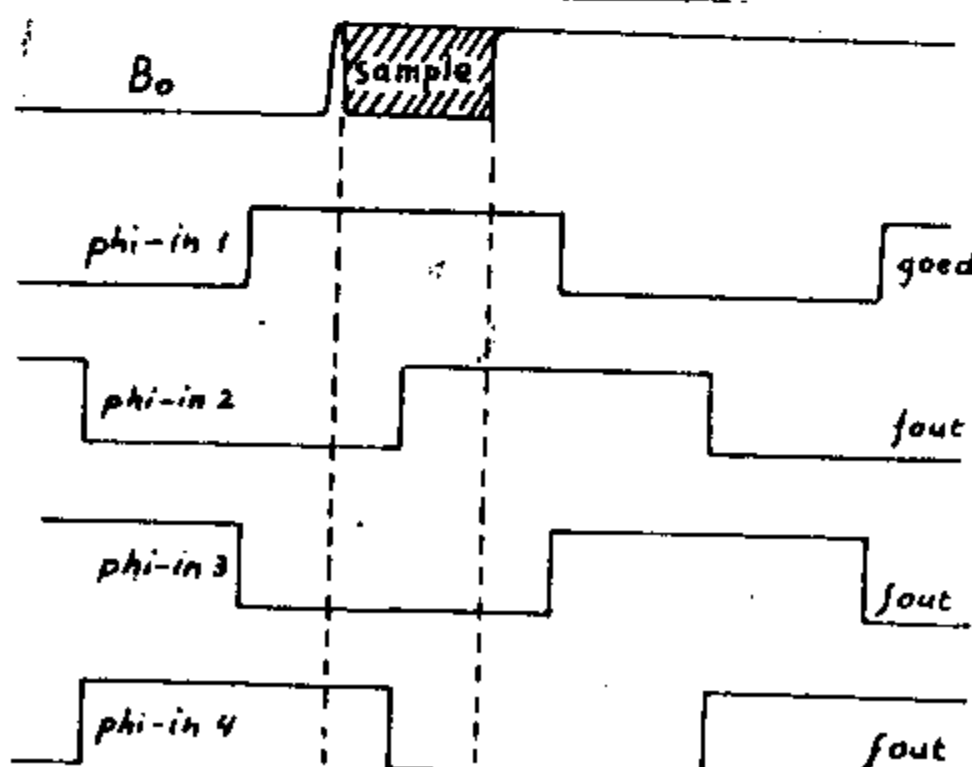 B₀ sample
phi-in 1 goed
phi-in 2 fout
phi-in 3 fout
phi-in 4 fout